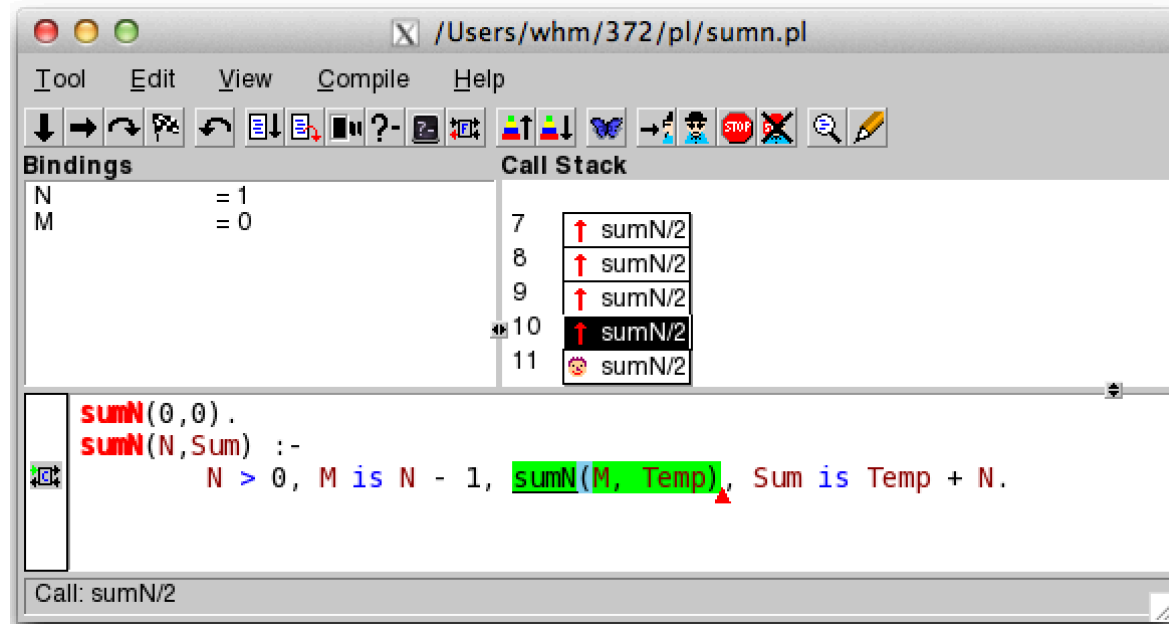 /Users/whm/372/pl/sumn.pl
Tool Edit View Compile Help
?- ?- F STOP
Bindings Call Stack
N = 1
M = 0
7 sumN/2
8 sumN/2
9 sumN/2
10 sumN/2
11 sumN/2
sumN(0,0).
sumN(N,Sum) :-
N > 0, M is N - 1, sumN(M, Temp), Sum is Temp + N.
Call: sumN/2